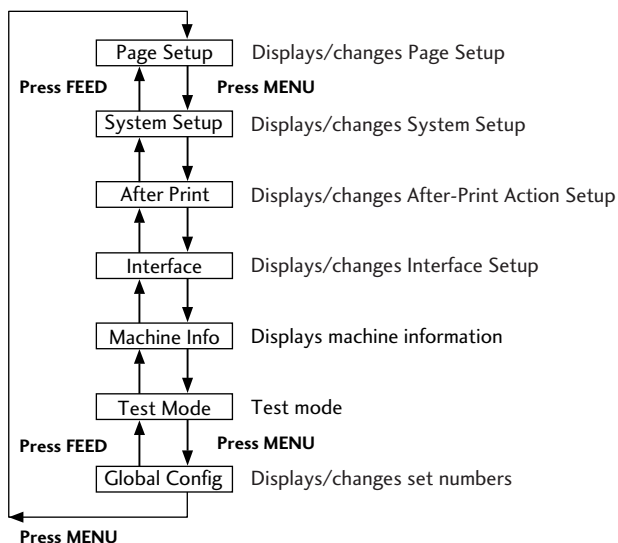 Page Setup Displays/changes Page Setup
Press FEED Press MENU
System Setup Displays/changes System Setup
After Print Displays/changes After-Print Action Setup
Interface Displays/changes Interface Setup
Machine Info Displays machine information
Test Mode Test mode
Press FEED Press MENU
Global Config Displays/changes set numbers
Press MENU